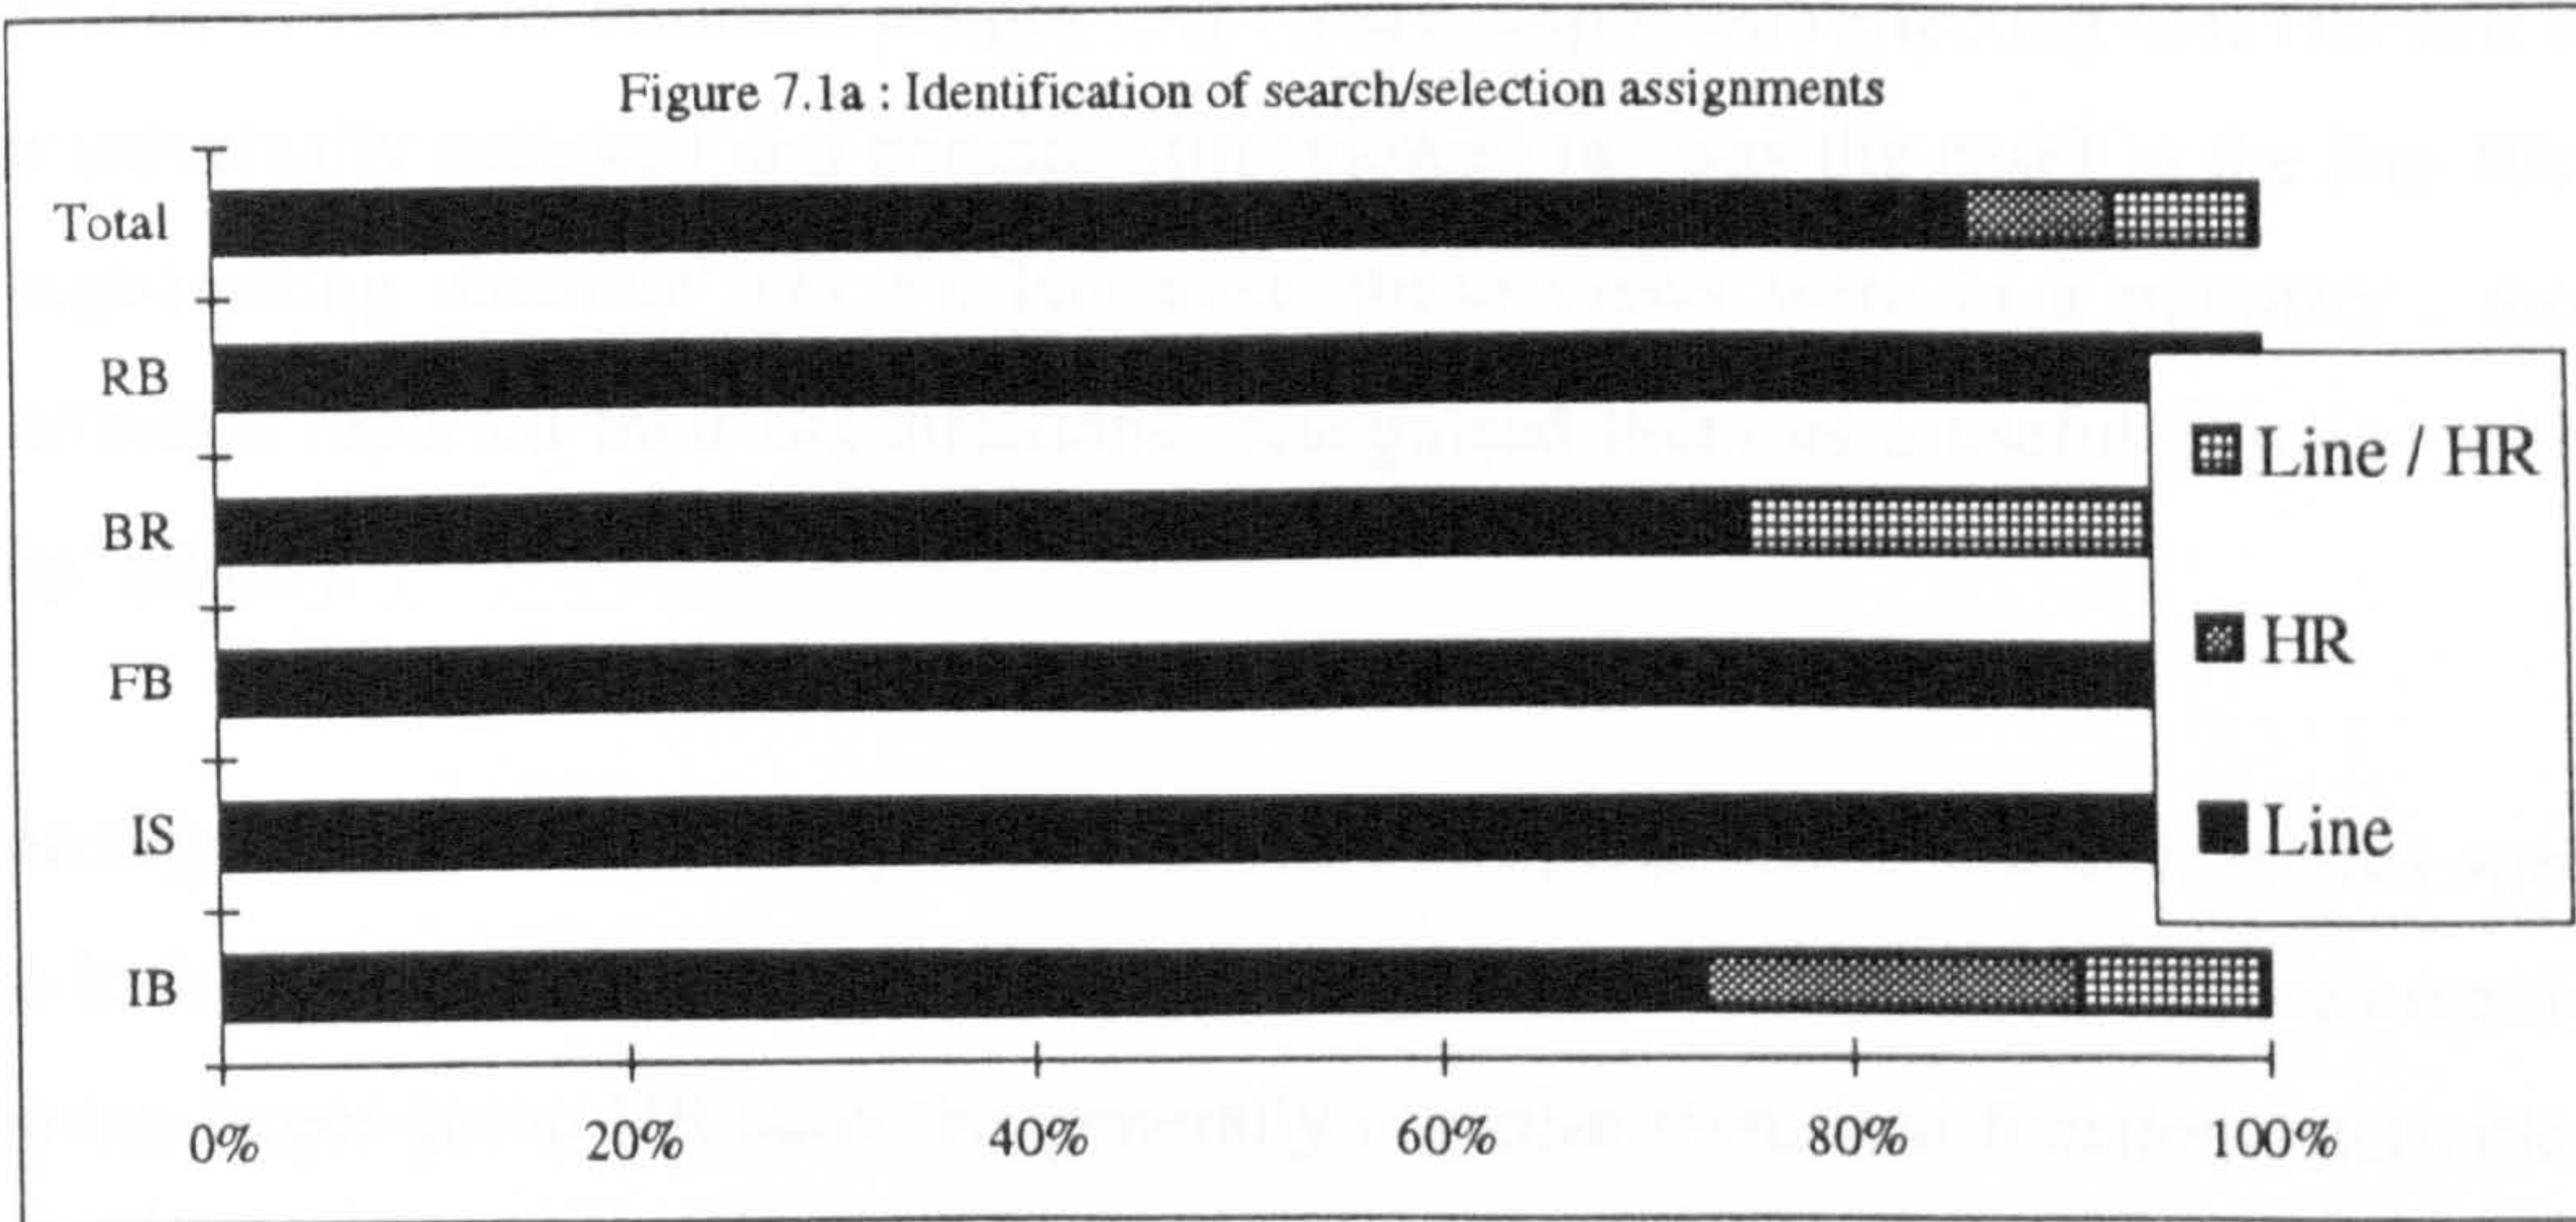 Figure 7.1a : Identification of search/selection assignments
Total
RB
BR
FB
IS
IB
Line / HR
HR
Line
0%
20%
40%
60%
80%
100%